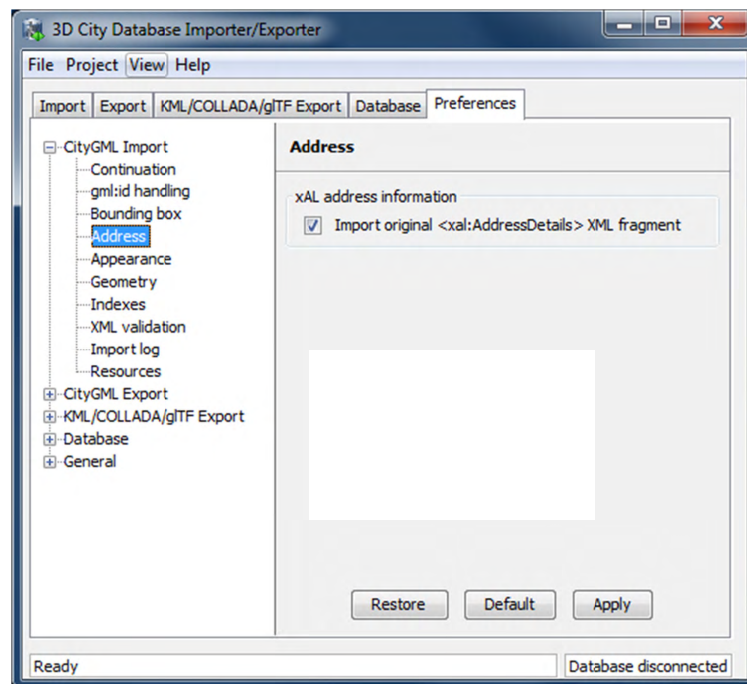 3D City Database Importer/Exporter
File Project View Help
Import Export KML/COLLADA/glTF Export Database Preferences
CityGML Import
Continuation
gml:id handling
Bounding box
Address
Appearance
Geometry
Indexes
XML validation
Import log
Resources
CityGML Export
KML/COLLADA/glTF Export
Database
General
Address
xAL address information
Import original <xal:AddressDetails> XML fragment
Restore Default Apply
Ready Database disconnected